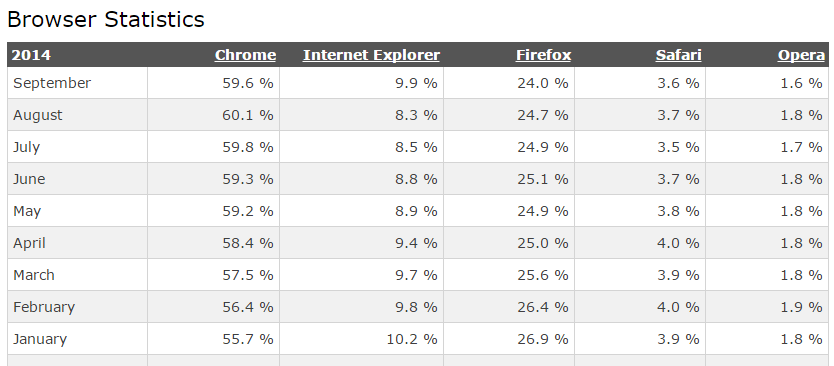 Browser Statistics
2014 Chrome Internet Explorer Firefox Safari Opera
September 59.6 % 9.9 % 24.0 % 3.6 % 1.6 %
August 60.1 % 8.3 % 24.7 % 3.7 % 1.8 %
July 59.8 % 8.5 % 24.9 % 3.5 % 1.7 %
June 59.3 % 8.8 % 25.1 % 3.7 % 1.8 %
May 59.2 % 8.9 % 24.9 % 3.8 % 1.8 %
April 58.4 % 9.4 % 25.0 % 4.0 % 1.8 %
March 57.5 % 9.7 % 25.6 % 3.9 % 1.8 %
February 56.4 % 9.8 % 26.4 % 4.0 % 1.9 %
January 55.7 % 10.2 % 26.9 % 3.9 % 1.8 %